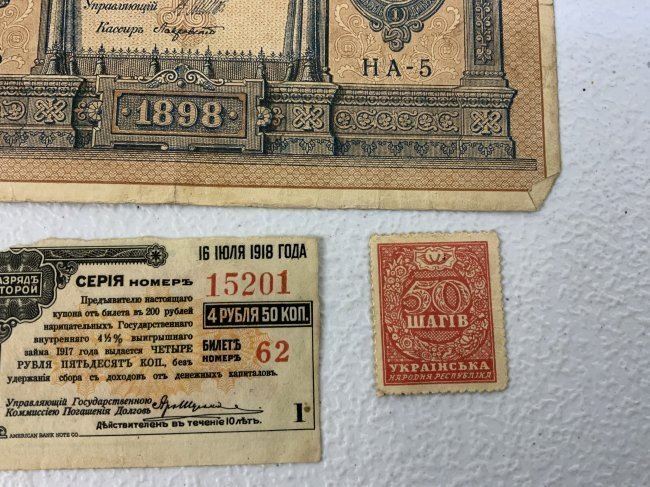 Управляющій
Кассиръ
НА-5
1898
РАЗРЯДЪ
ВТОРОЙ
16 ІЮЛЯ 1918 ГОДА
СЕРІЯ НОМЕРЪ
15201
Предъявителю настоящаго
купона отъ билета въ 200 рублей
нарицательныхъ Государственнаго
внутренняго 4½% выигрышнаго
займа 1917 года выдается ЧЕТЫРЕ
РУБЛЯ ПЯТЬДЕСЯТЪ КОП., безъ
удержанія сбора съ доходовъ отъ денежныхъ капиталовъ.
4 РУБЛЯ 50 КОП.
БИЛЕТЪ
НОМЕРЪ
62
Управляющій Государственною
Коммиссіею Погашенія Долговъ
1
Дѣйствителенъ въ теченіе 10 лѣтъ.
AMERICAN BANK NOTE CO.
50
ШАГІВ
УКРАЇНСЬКА
НАРОДНЯ РЕСПУБЛІКА